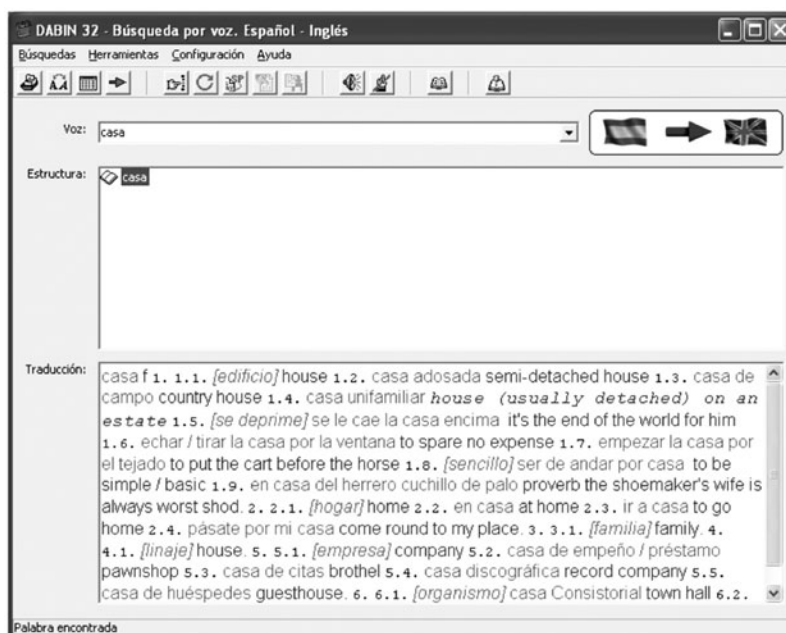 DABIN 32 - Búsqueda por voz. Español - Inglés
Búsquedas Herramientas Configuración Ayuda
Voz: casa
Estructura: casa
Traducción: casa f 1. 1.1. [edificio] house 1.2. casa adosada semi-detached house 1.3. casa de
campo country house 1.4. casa unifamiliar house (usually detached) on an
estate 1.5. [se deprime] se le cae la casa encima it's the end of the world for him
1.6. echar / tirar la casa por la ventana to spare no expense 1.7. empezar la casa por
el tejado to put the cart before the horse 1.8. [sencillo] ser de andar por casa to be
simple / basic 1.9. en casa del herrero cuchillo de palo proverb the shoemaker's wife is
always worst shod. 2. 2.1. [hogar] home 2.2. en casa at home 2.3. ir a casa to go
home 2.4. pásate por mi casa come round to my place. 3. 3.1. [familia] family. 4.
4.1. [linaje] house. 5. 5.1. [empresa] company 5.2. casa de empeño / préstamo
pawnshop 5.3. casa de citas brothel 5.4. casa discográfica record company 5.5.
casa de huéspedes guesthouse. 6. 6.1. [organismo] casa Consistorial town hall 6.2.
Palabra encontrada